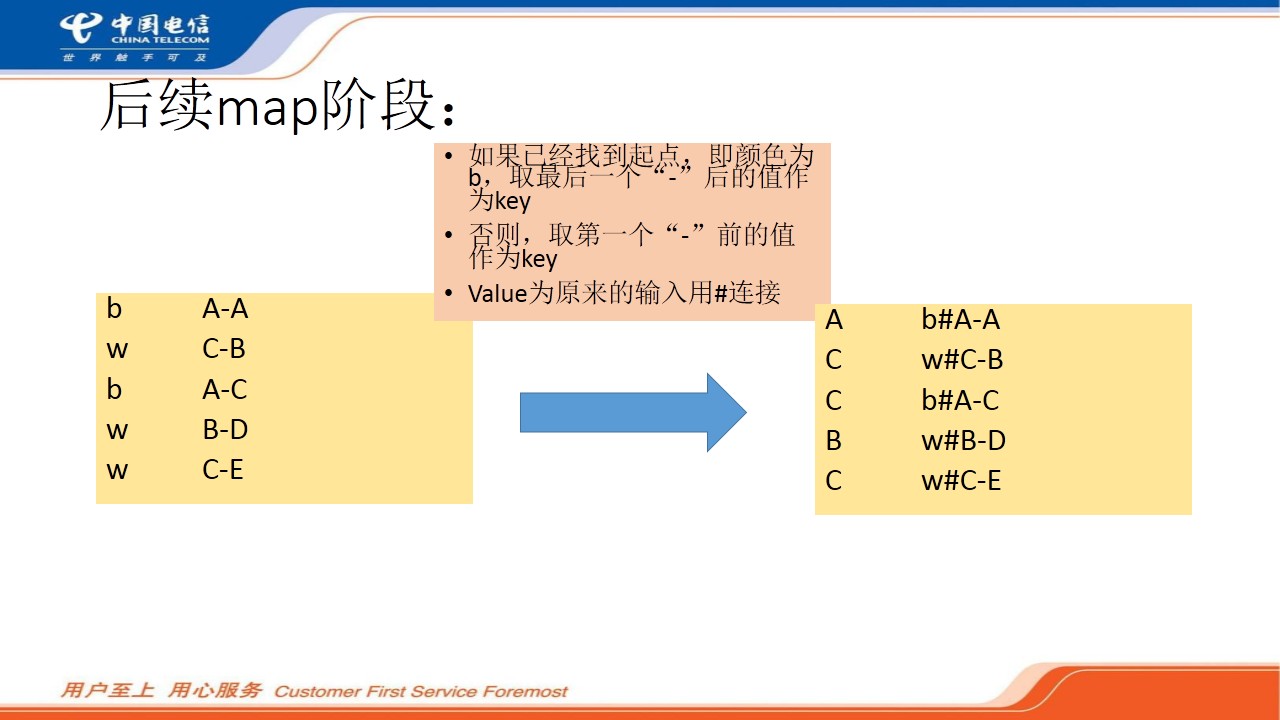 中国电信
CHINA TELECOM
世界触手可及
后续map阶段：
• 如果已经找到起点，即颜色为
b，取最后一个“-”后的值作
为key
• 否则，取第一个“-”前的值
作为key
• Value为原来的输入用#连接
b A-A
w C-B
b A-C
w B-D
w C-E
A b#A-A
C w#C-B
C b#A-C
B w#B-D
C w#C-E
用户至上 用心服务 Customer First Service Foremost